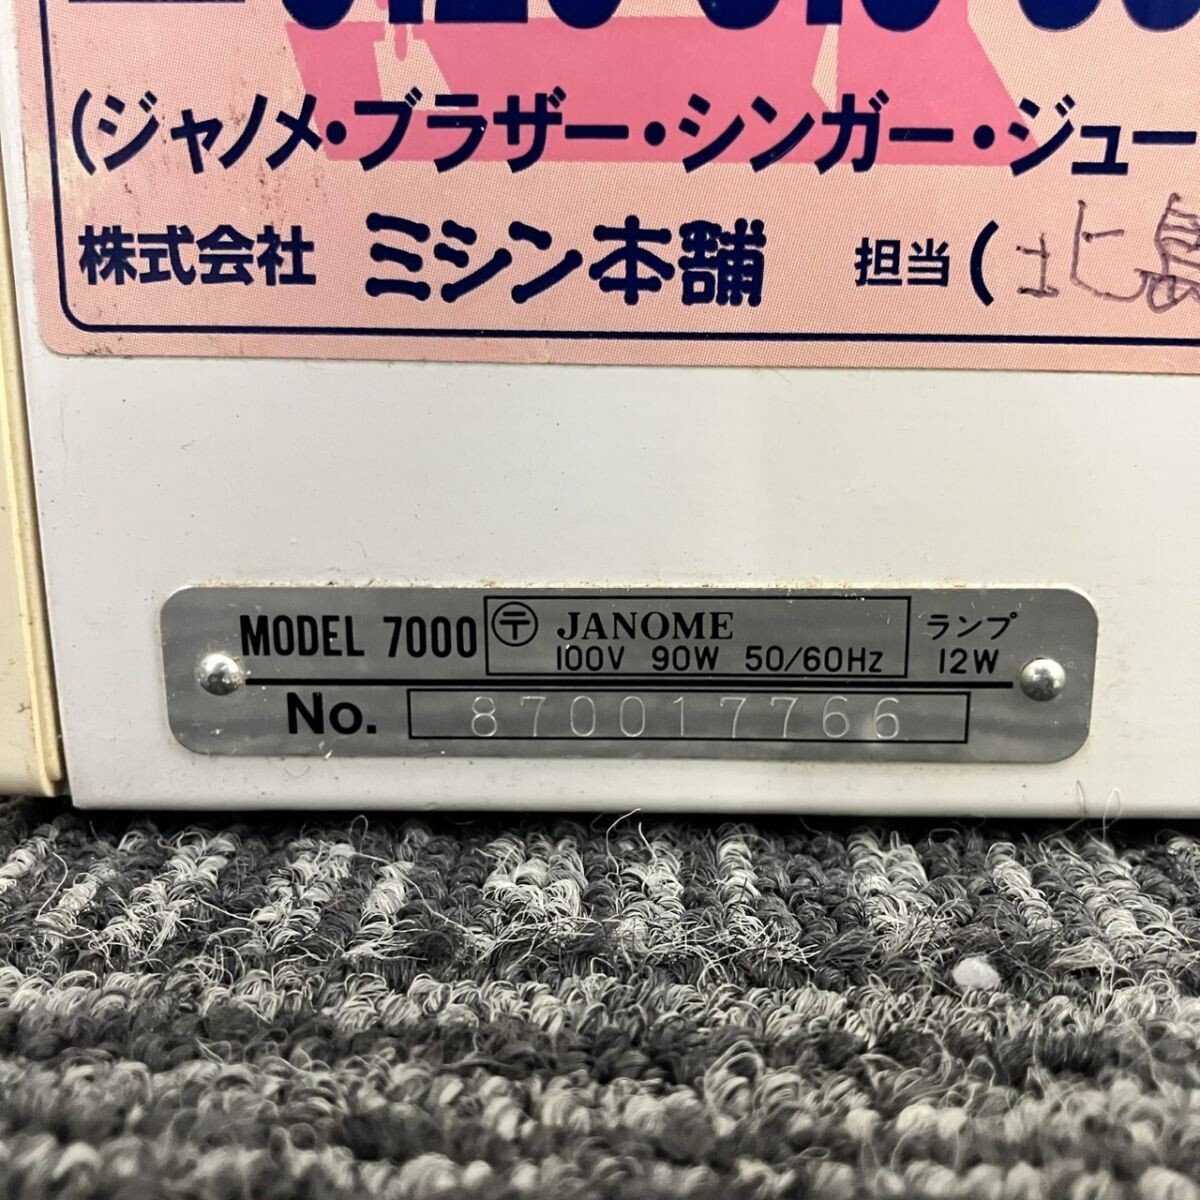 (ジャノメ・ブラザー・シンガー・ジュー
株式会社 ミシン本舗 担当 ( 北島
MODEL 7000 〒 JANOME ランプ
100V 90W 50/60Hz 12W
No. 870017766